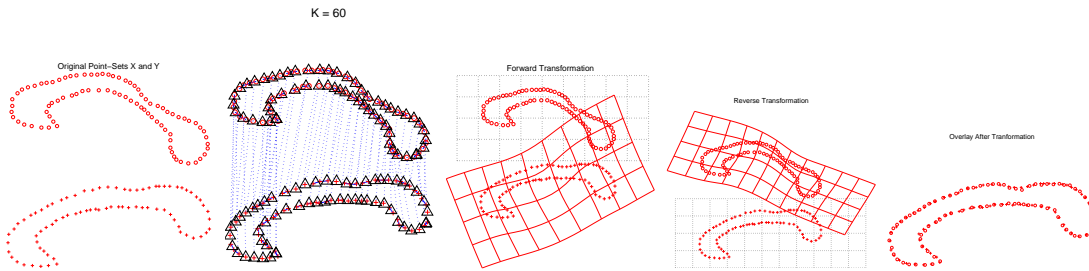 K = 60
Original Point-Sets X and Y
Forward Transformation
Reverse Transformation
Overlay After Tranformation